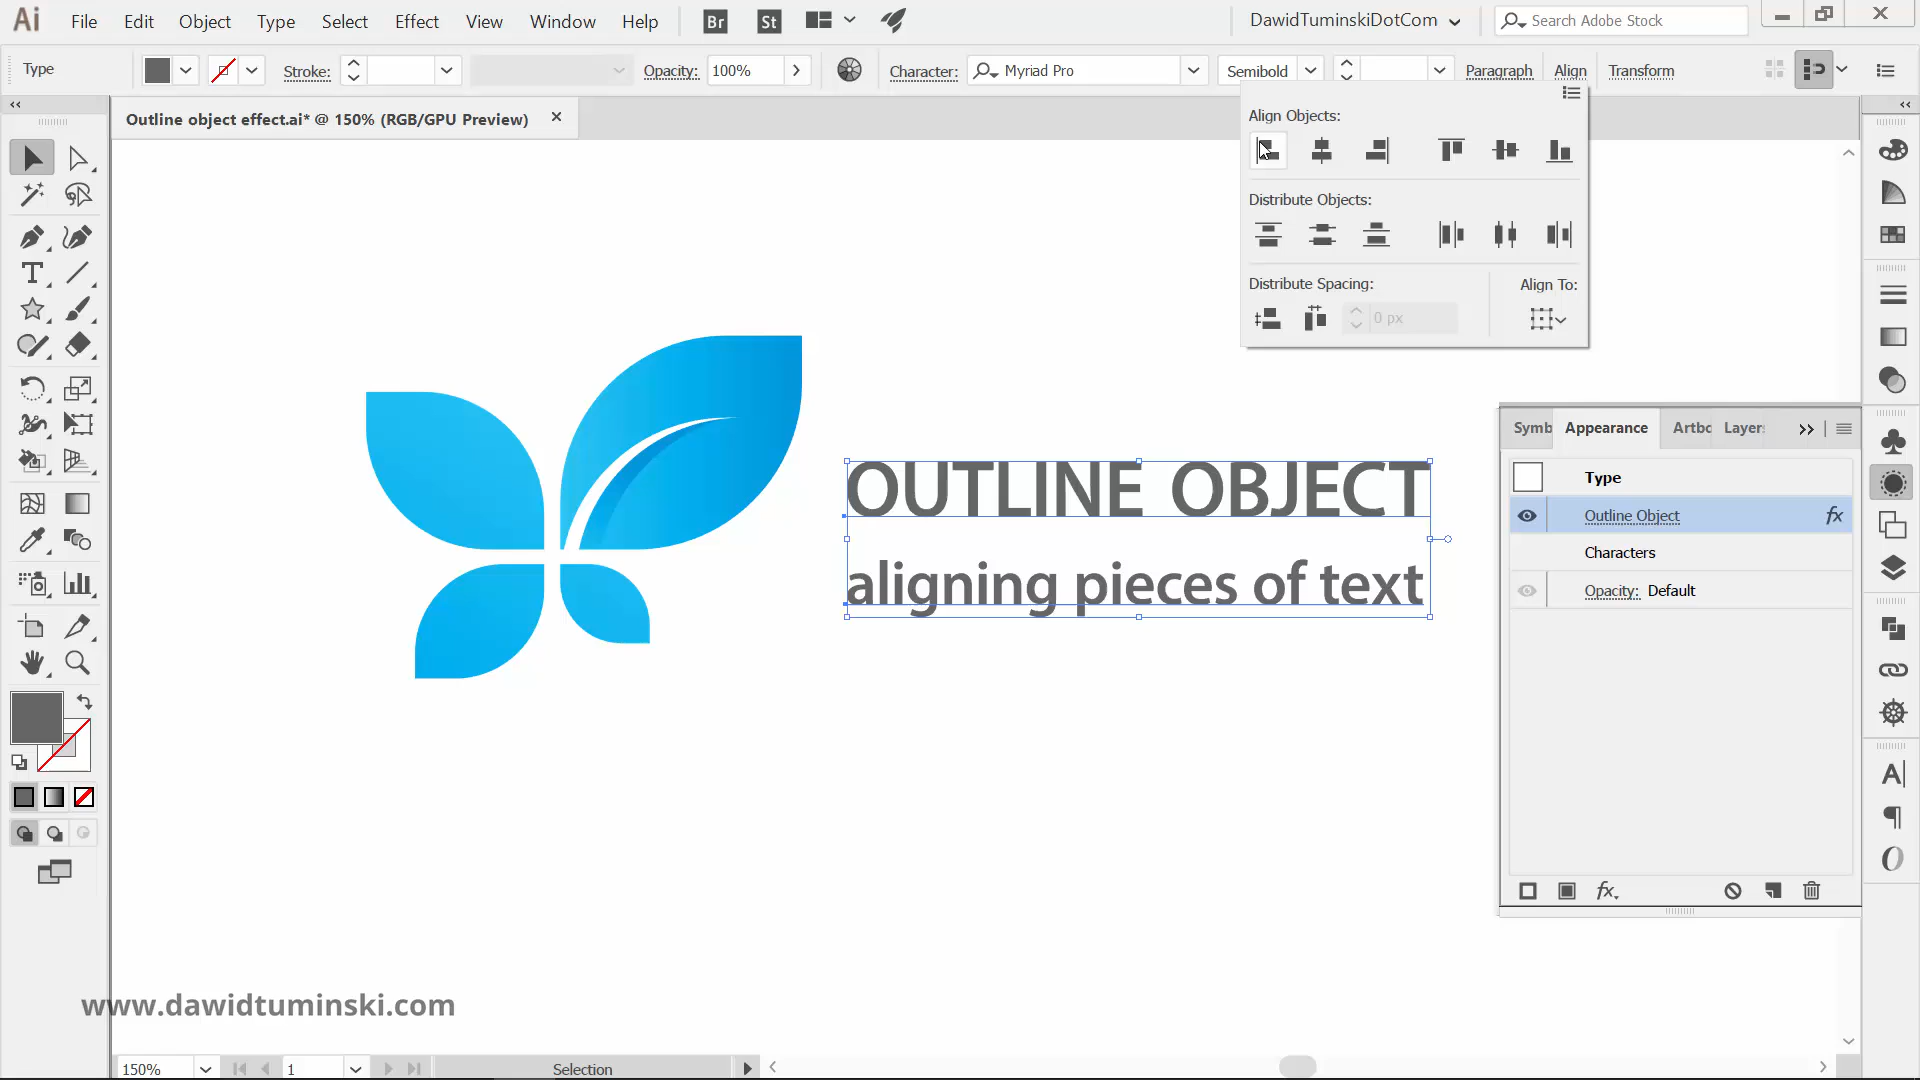 Ai File Edit Object Type Select Effect View Window Help Br St DawidTuminskiDotCom Search Adobe Stock
Type Stroke: Opacity: 100% Character: Myriad Pro Semibold Paragraph Align Transform
Outline object effect.ai* @ 150% (RGB/GPU Preview)
Align Objects:
Distribute Objects:
Distribute Spacing: Align To:
0 px
OUTLINE OBJECT
aligning pieces of text
Symb Appearance Artbo Layer
Type
Outline Object fx
Characters
Opacity: Default
fx
www.dawidtuminski.com
150% 1 Selection